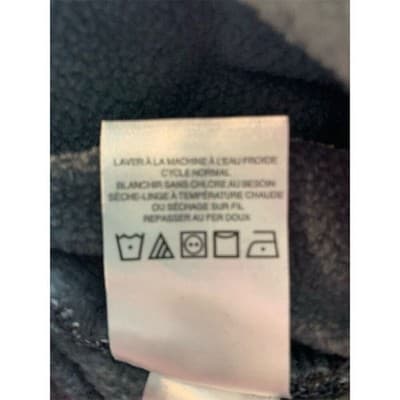 LAVER À LA MACHINE À L'EAU FROIDE
CYCLE NORMAL
BLANCHIR SANS CHLORE AU BESOIN
SÈCHE-LINGE À TEMPÉRATURE CHAUDE
OU SÉCHAGE SUR FIL
REPASSER AU FER DOUX